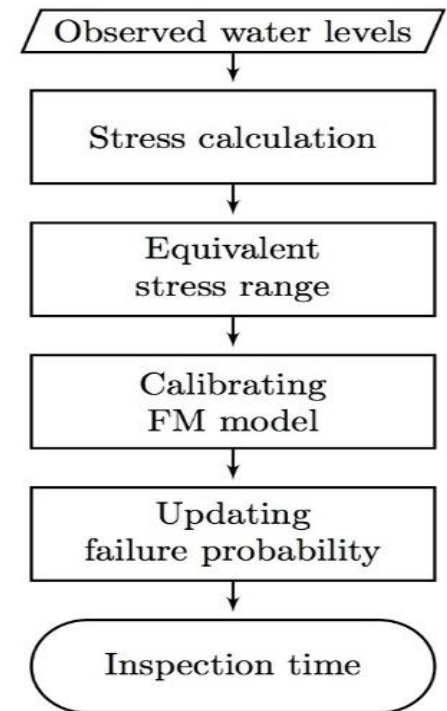 Observed water levels
Stress calculation
Equivalent
stress range
Calibrating
FM model
Updating
failure probability
Inspection time